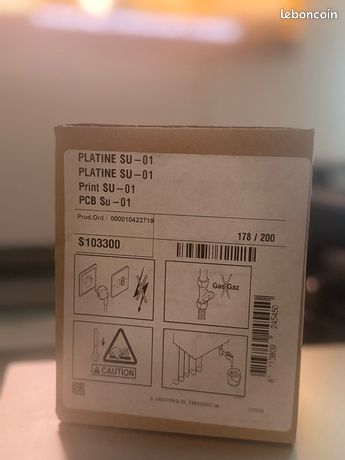 leboncoin
PLATINE SU-01
PLATINE SU-01
Print SU-01
PCB Su-01
Prod.Ord : 000010422719
S103300
178 / 200
Gas Gaz
CAUTION